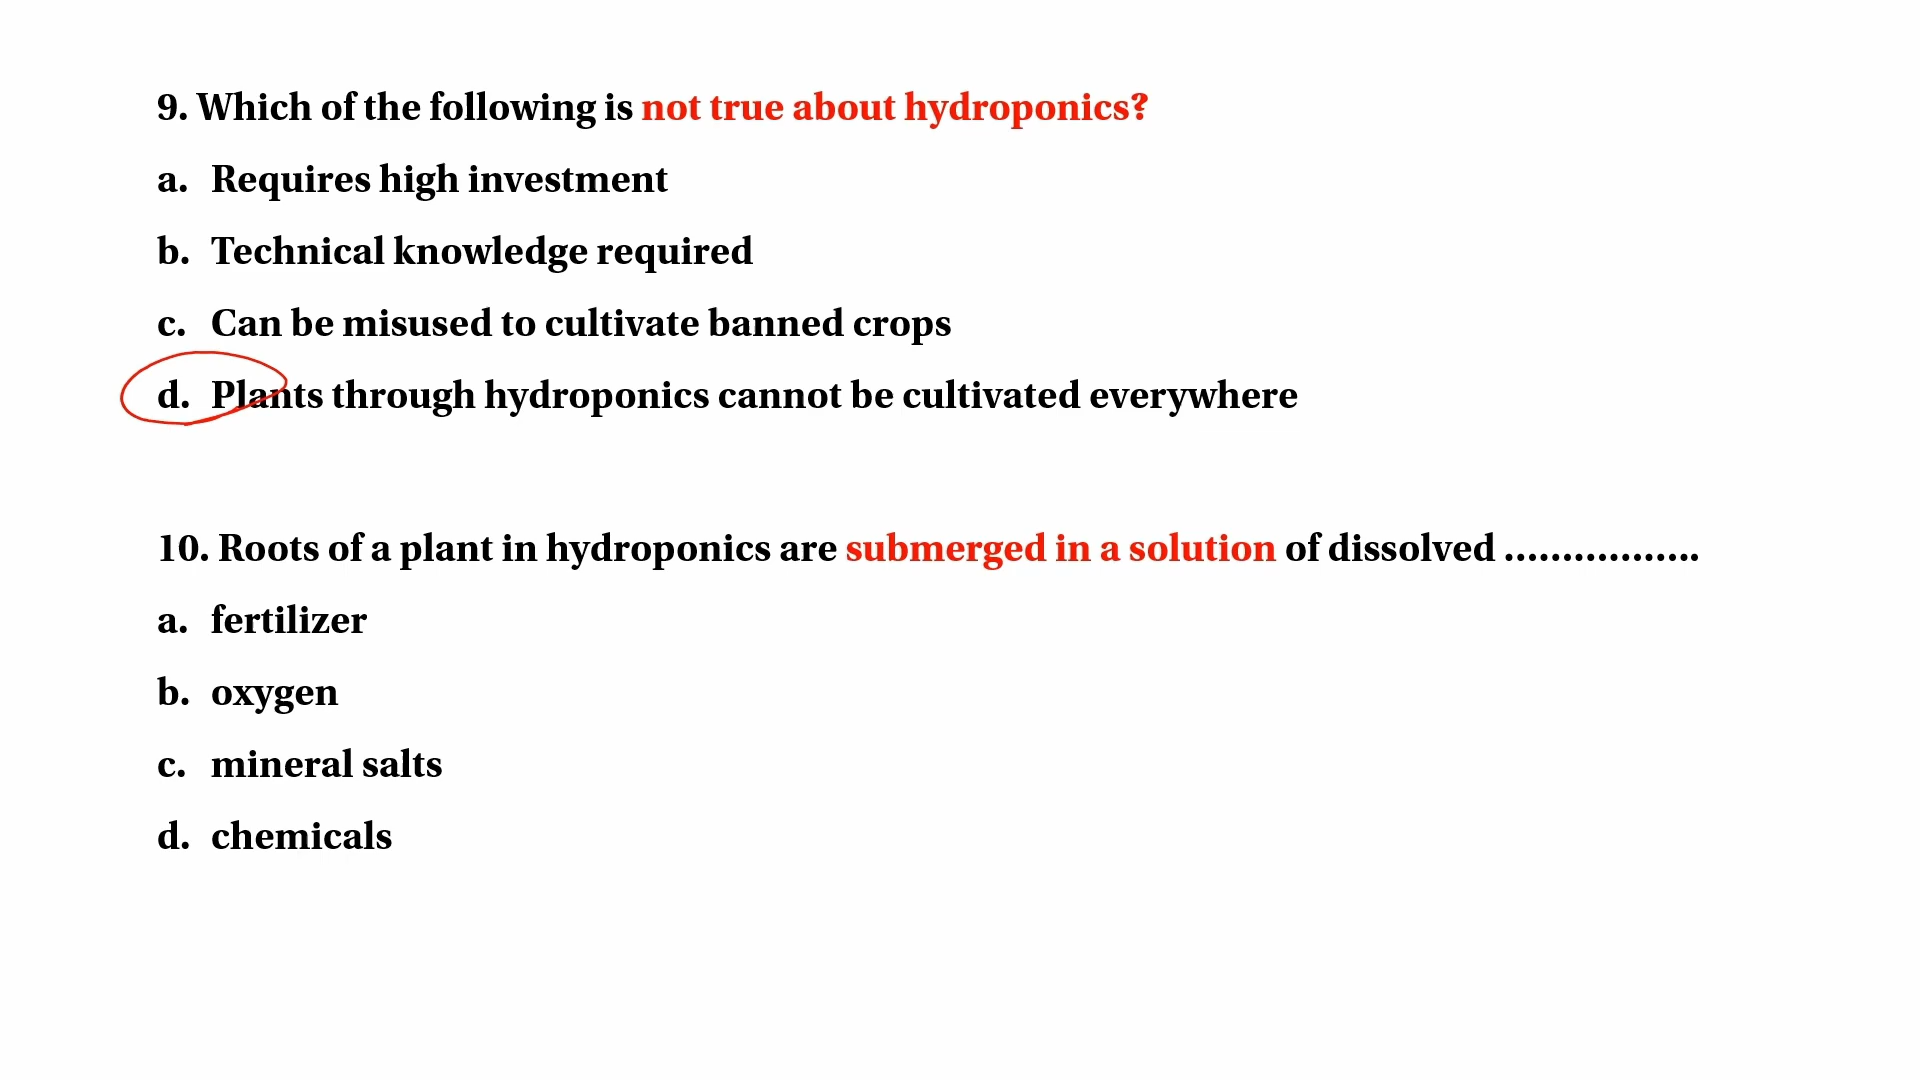 9. Which of the following is not true about hydroponics?
a. Requires high investment
b. Technical knowledge required
c. Can be misused to cultivate banned crops
d. Plants through hydroponics cannot be cultivated everywhere
10. Roots of a plant in hydroponics are submerged in a solution of dissolved .................
a. fertilizer
b. oxygen
c. mineral salts
d. chemicals